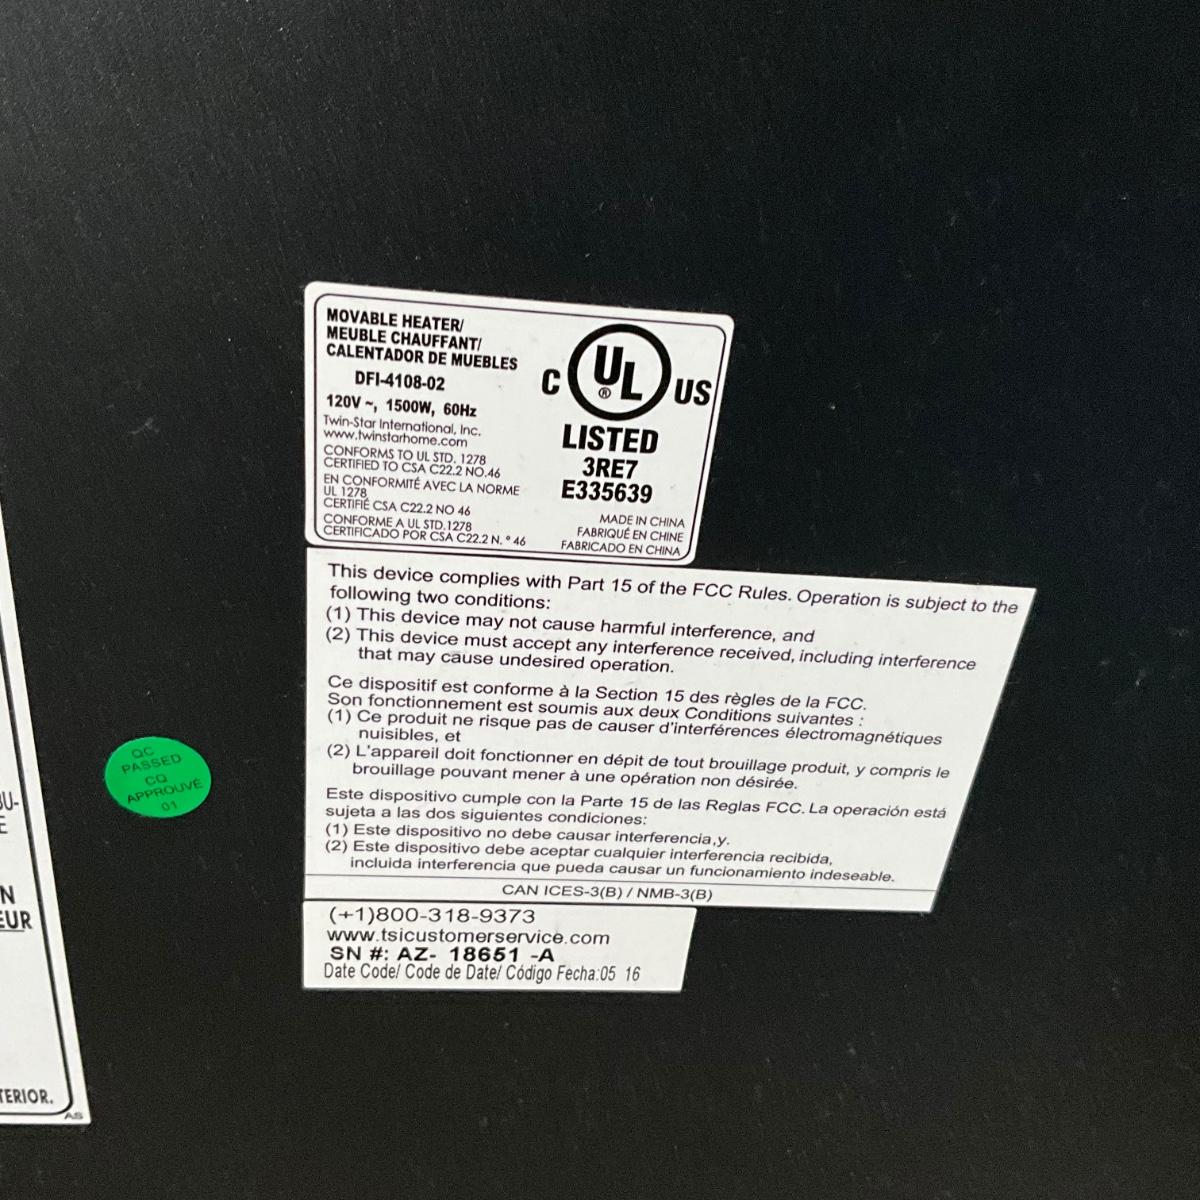 MOVABLE HEATER/
MEUBLE CHAUFFANT/
CALENTADOR DE MUEBLES
DFI-4108-02
120V ~, 1500W, 60Hz
Twin-Star International, Inc.
www.twinstarhome.com
CONFORMS TO UL STD. 1278
CERTIFIED TO CSA C22.2 NO.46
EN CONFORMITÉ AVEC LA NORME
UL 1278
CERTIFIÉ CSA C22.2 NO 46
CONFORME A UL STD.1278
CERTIFICADO POR CSA C22.2 N. º 46
C UL ® US
LISTED
3RE7
E335639
MADE IN CHINA
FABRIQUÉ EN CHINE
FABRICADO EN CHINA
This device complies with Part 15 of the FCC Rules. Operation is subject to the
following two conditions:
(1) This device may not cause harmful interference, and
(2) This device must accept any interference received, including interference
that may cause undesired operation.
Ce dispositif est conforme à la Section 15 des règles de la FCC.
Son fonctionnement est soumis aux deux Conditions suivantes :
(1) Ce produit ne risque pas de causer d'interférences électromagnétiques
nuisibles, et
(2) L'appareil doit fonctionner en dépit de tout brouillage produit, y compris le
brouillage pouvant mener à une opération non désirée.
Este dispositivo cumple con la Parte 15 de las Reglas FCC. La operación está
sujeta a las dos siguientes condiciones:
(1) Este dispositivo no debe causar interferencia,y.
(2) Este dispositivo debe aceptar cualquier interferencia recibida,
incluida interferencia que pueda causar un funcionamiento indeseable.
CAN ICES-3(B) / NMB-3(B)
(+1)800-318-9373
www.tsicustomerservice.com
SN #: AZ- 18651 -A
Date Code/ Code de Date/ Código Fecha:05 16
QC
PASSED
CQ
APPROUVÉ
01
BU-
E
N
EUR
TERIOR.
AS